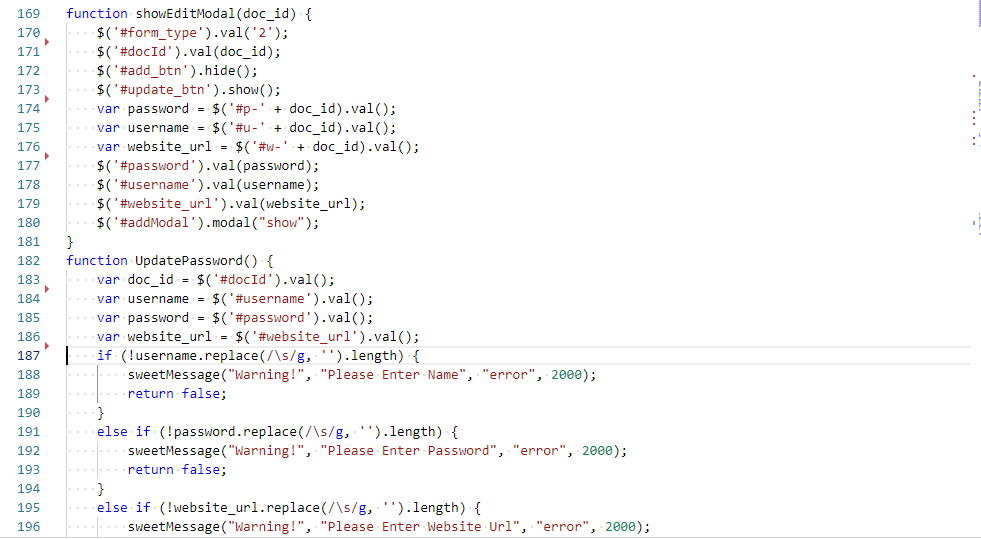 169 function showEditModal(doc_id) {
170     $('#form_type').val('2');
171     $('#docId').val(doc_id);
172     $('#add_btn').hide();
173     $('#update_btn').show();
174     var password = $('#p-' + doc_id).val();
175     var username = $('#u-' + doc_id).val();
176     var website_url = $('#w-' + doc_id).val();
177     $('#password').val(password);
178     $('#username').val(username);
179     $('#website_url').val(website_url);
180     $('#addModal').modal("show");
181 }
182 function UpdatePassword() {
183     var doc_id = $('#docId').val();
184     var username = $('#username').val();
185     var password = $('#password').val();
186     var website_url = $('#website_url').val();
187     if (!username.replace(/\s/g, '').length) {
188         sweetMessage("Warning!", "Please Enter Name", "error", 2000);
189         return false;
190     }
191     else if (!password.replace(/\s/g, '').length) {
192         sweetMessage("Warning!", "Please Enter Password", "error", 2000);
193         return false;
194     }
195     else if (!website_url.replace(/\s/g, '').length) {
196         sweetMessage("Warning!", "Please Enter Website Url", "error", 2000);